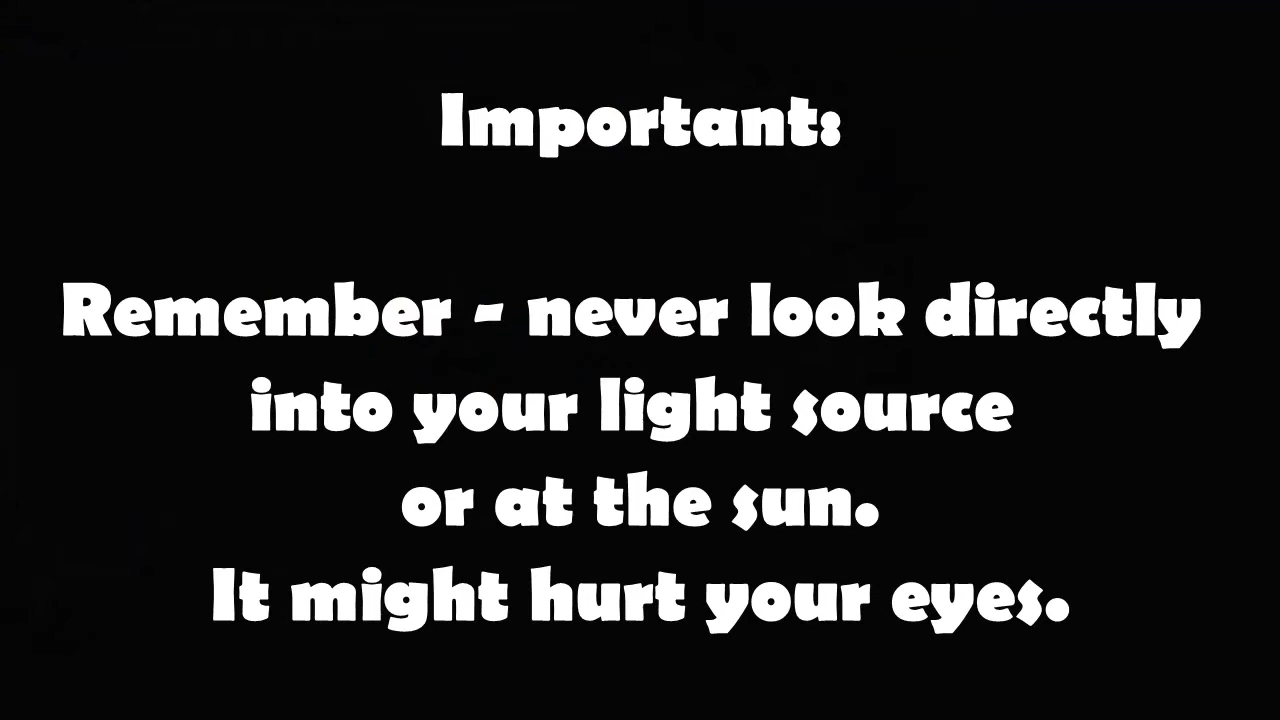 Important:
Remember - never look directly
into your light source
or at the sun.
It might hurt your eyes.